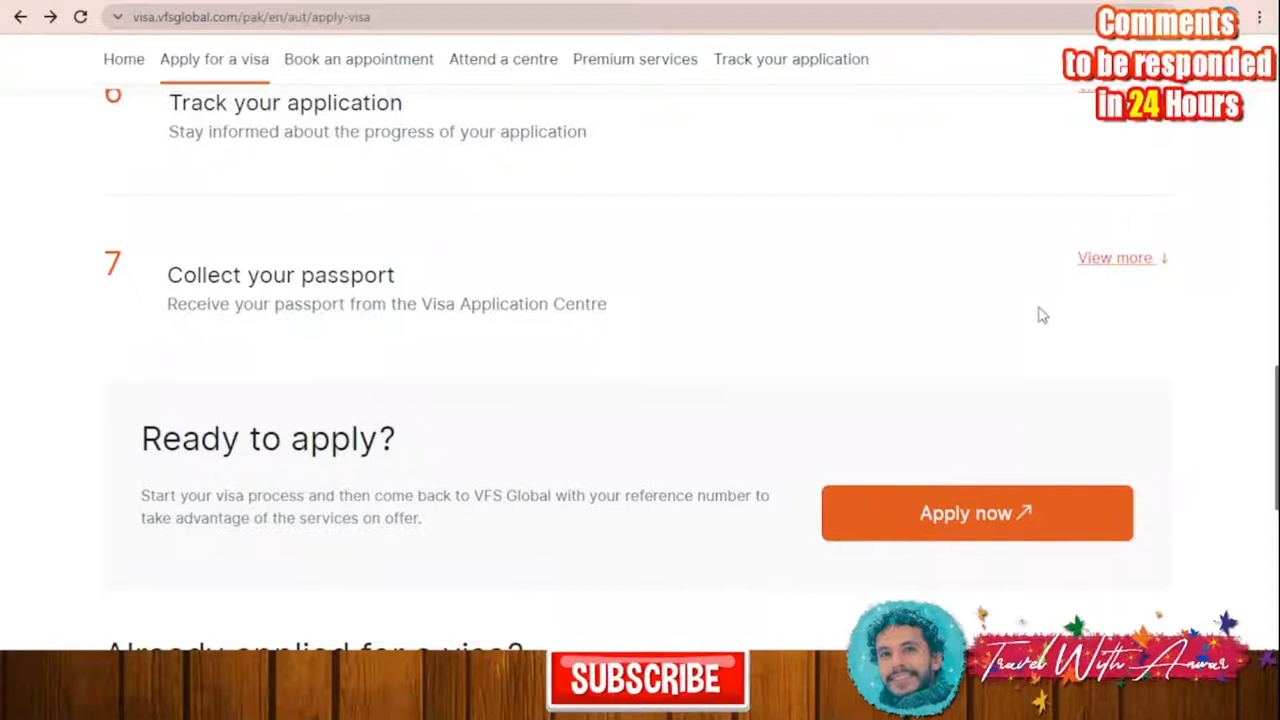 visa.vfsglobal.com/pak/en/aut/apply-visa
Comments
to be responded
in 24 Hours
Home Apply for a visa Book an appointment Attend a centre Premium services Track your application
6
Track your application
Stay informed about the progress of your application
7
View more ↓
Collect your passport
Receive your passport from the Visa Application Centre
Ready to apply?
Start your visa process and then come back to VFS Global with your reference number to
take advantage of the services on offer.
Apply now ↗
Already applied for a visa?
SUBSCRIBE
Travel With Anwar